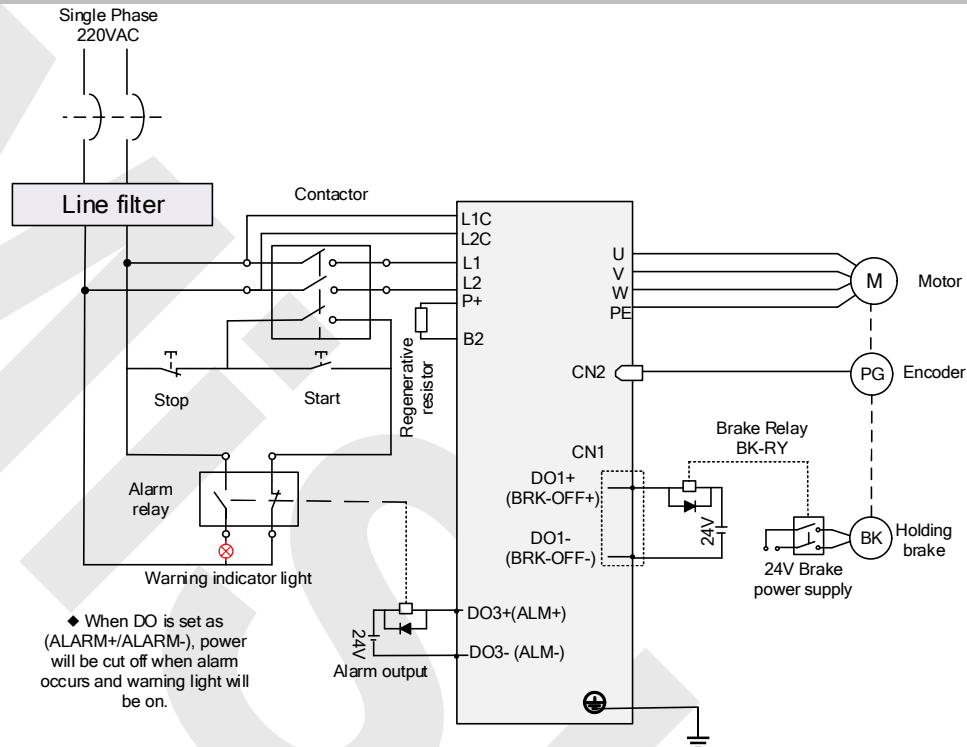 Single Phase
220VAC
Line filter
Contactor
L1C
L2C
L1
L2
P+
B2
Regenerative
resistor
Stop
Start
Alarm
relay
Warning indicator light
◆ When DO is set as
(ALARM+/ALARM-), power
will be cut off when alarm
occurs and warning light will
be on.
24V
Alarm output
DO3+(ALM+)
DO3- (ALM-)
U
V
W
PE
M
Motor
CN2
PG
Encoder
CN1
DO1+
(BRK-OFF+)
DO1-
(BRK-OFF-)
Brake Relay
BK-RY
24V
24V Brake
power supply
BK
Holding
brake